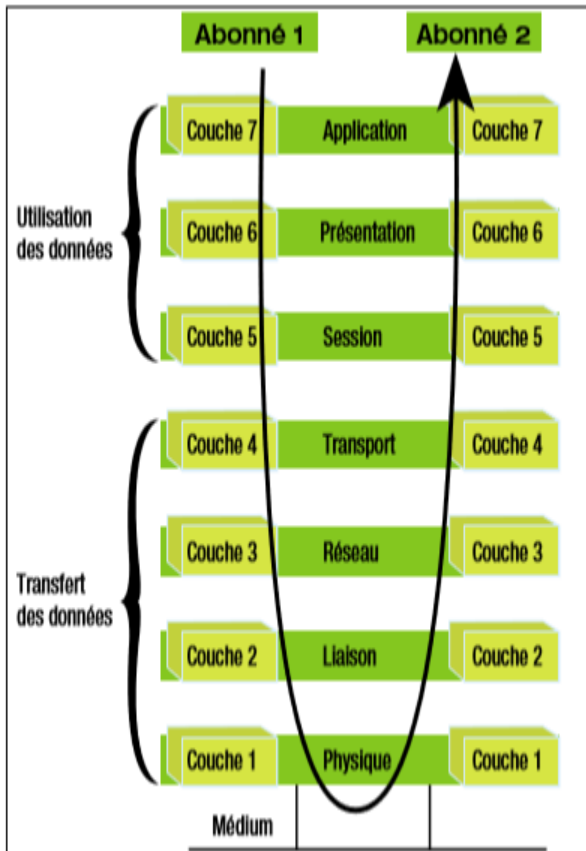 Abonné 1 Abonné 2
Couche 7 Application Couche 7
Utilisation
des données
Couche 6 Présentation Couche 6
Couche 5 Session Couche 5
Couche 4 Transport Couche 4
Transfert
des données
Couche 3 Réseau Couche 3
Couche 2 Liaison Couche 2
Couche 1 Physique Couche 1
Médium